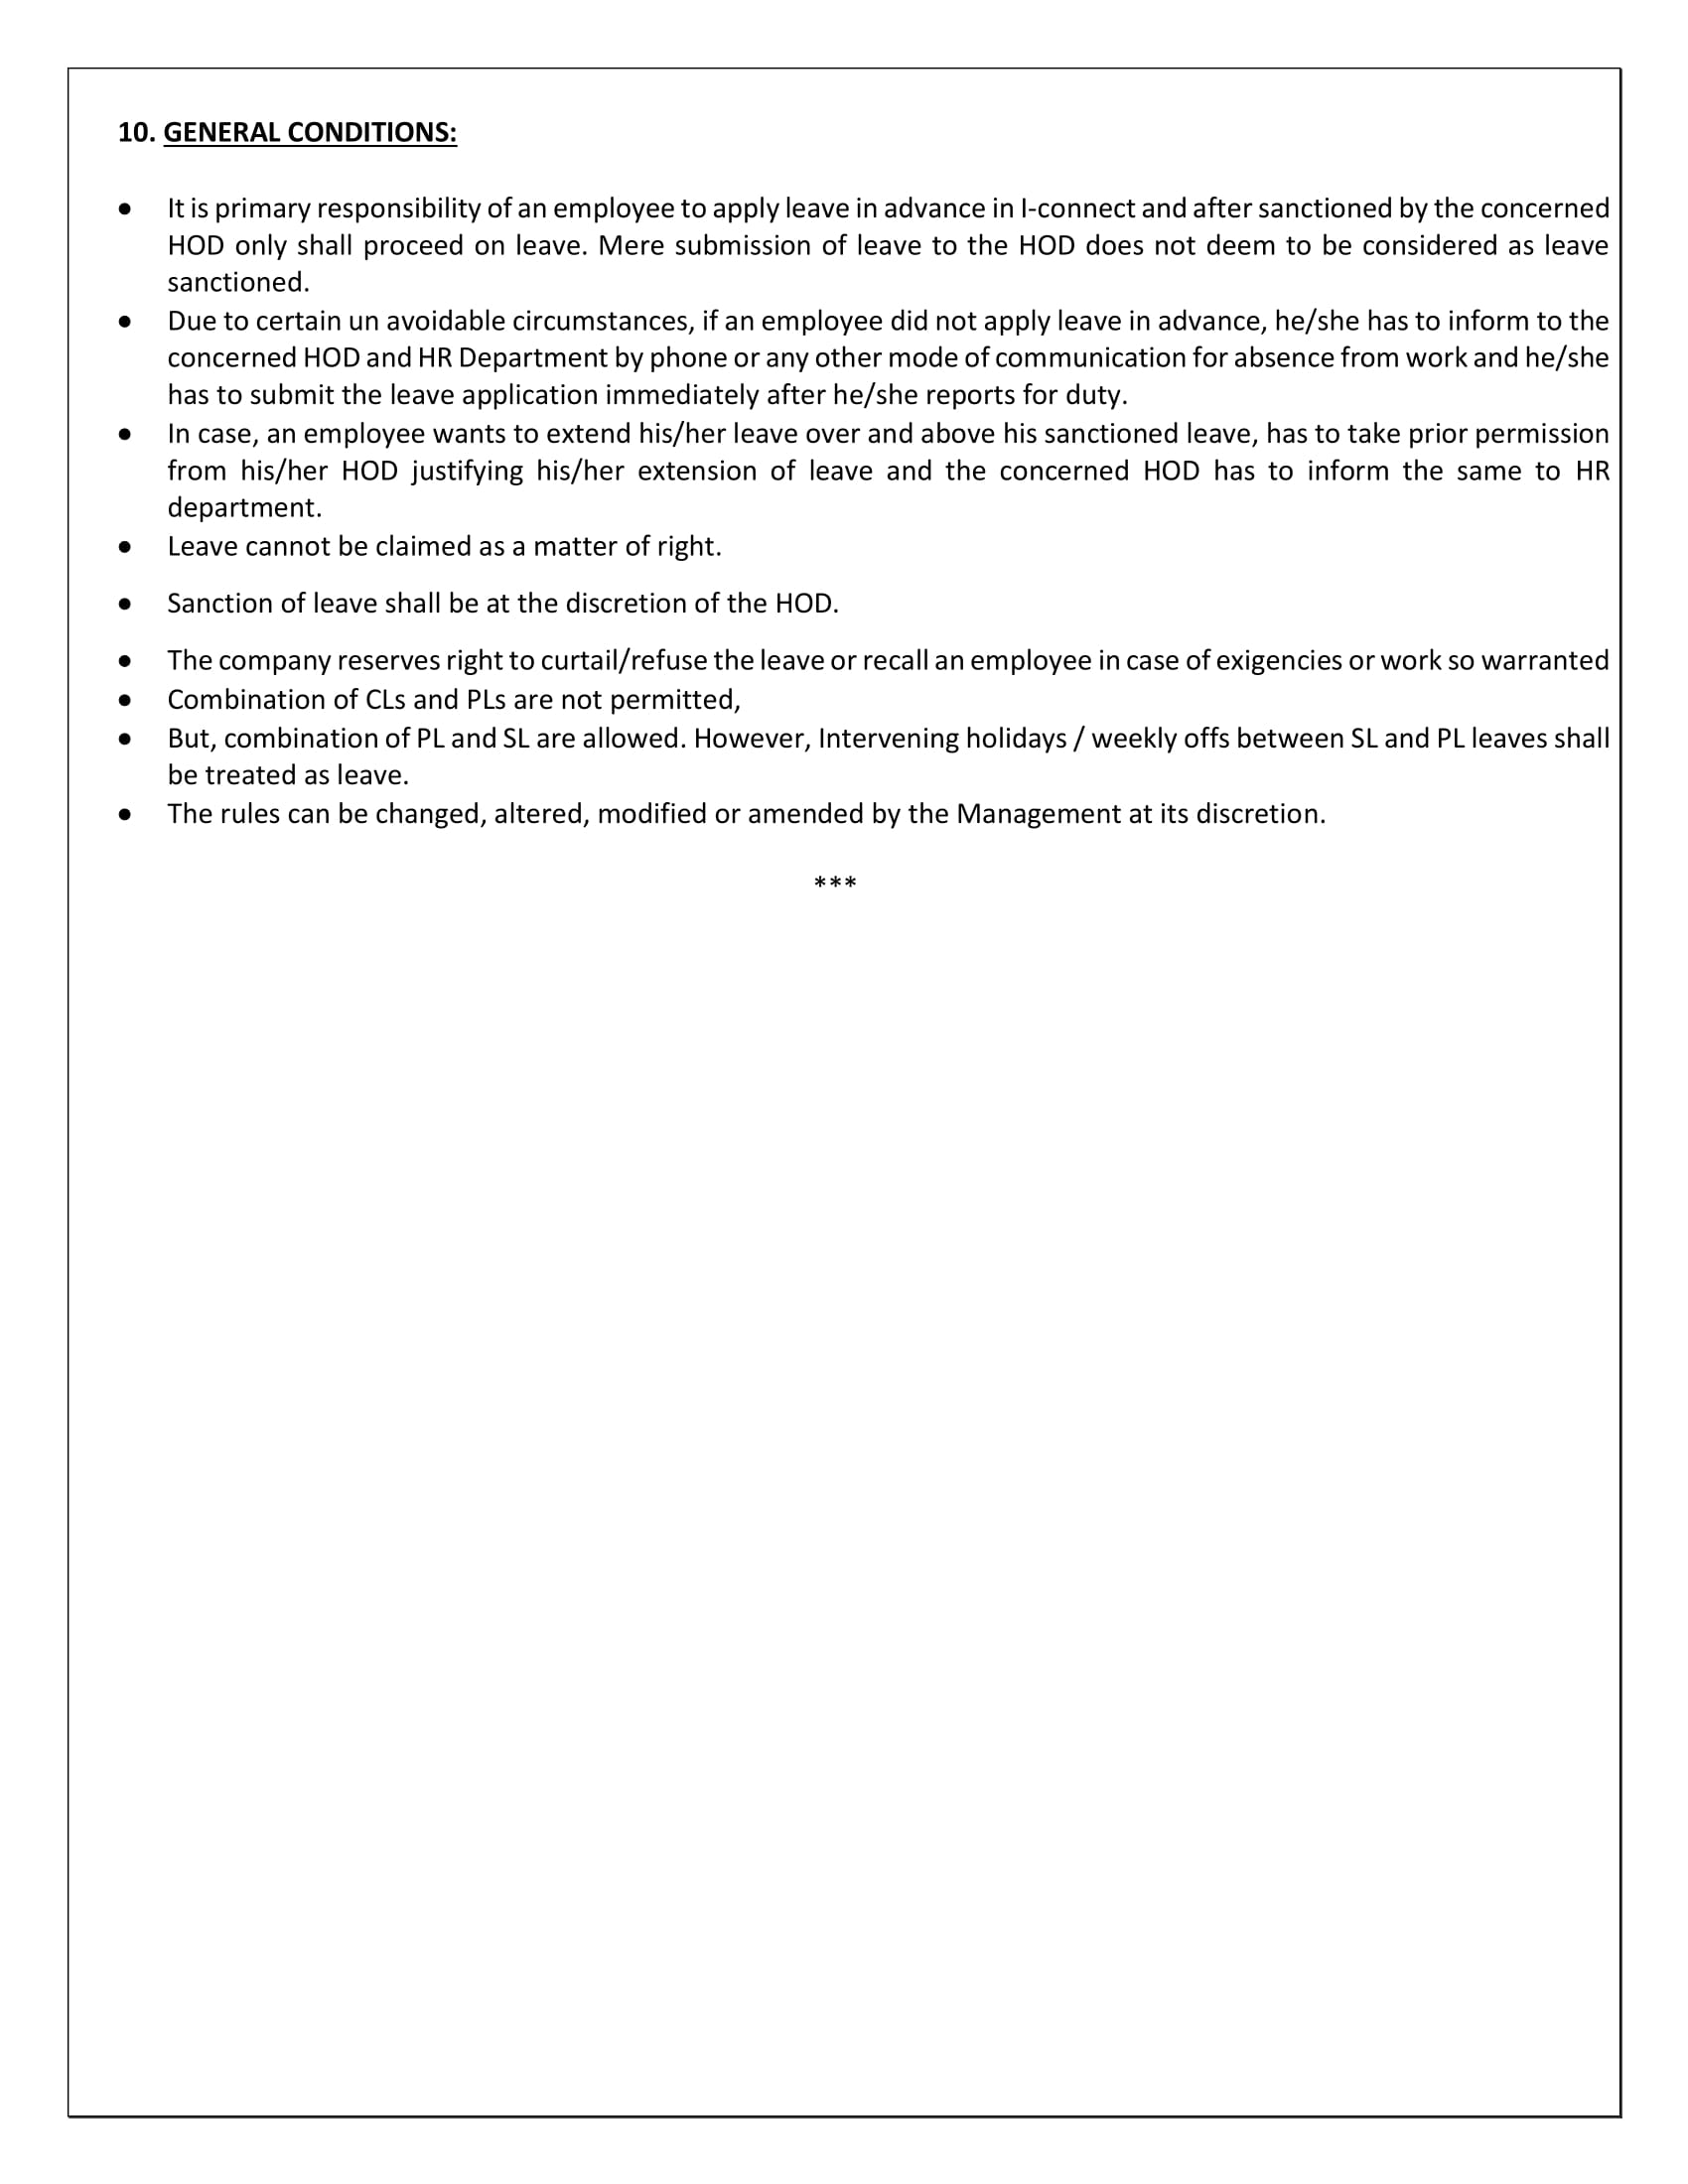 10. GENERAL CONDITIONS:
• It is primary responsibility of an employee to apply leave in advance in I-connect and after sanctioned by the concerned
HOD only shall proceed on leave. Mere submission of leave to the HOD does not deem to be considered as leave
sanctioned.
• Due to certain un avoidable circumstances, if an employee did not apply leave in advance, he/she has to inform to the
concerned HOD and HR Department by phone or any other mode of communication for absence from work and he/she
has to submit the leave application immediately after he/she reports for duty.
• In case, an employee wants to extend his/her leave over and above his sanctioned leave, has to take prior permission
from his/her HOD justifying his/her extension of leave and the concerned HOD has to inform the same to HR
department.
• Leave cannot be claimed as a matter of right.
• Sanction of leave shall be at the discretion of the HOD.
• The company reserves right to curtail/refuse the leave or recall an employee in case of exigencies or work so warranted
• Combination of CLs and PLs are not permitted,
• But, combination of PL and SL are allowed. However, Intervening holidays / weekly offs between SL and PL leaves shall
be treated as leave.
• The rules can be changed, altered, modified or amended by the Management at its discretion.
***